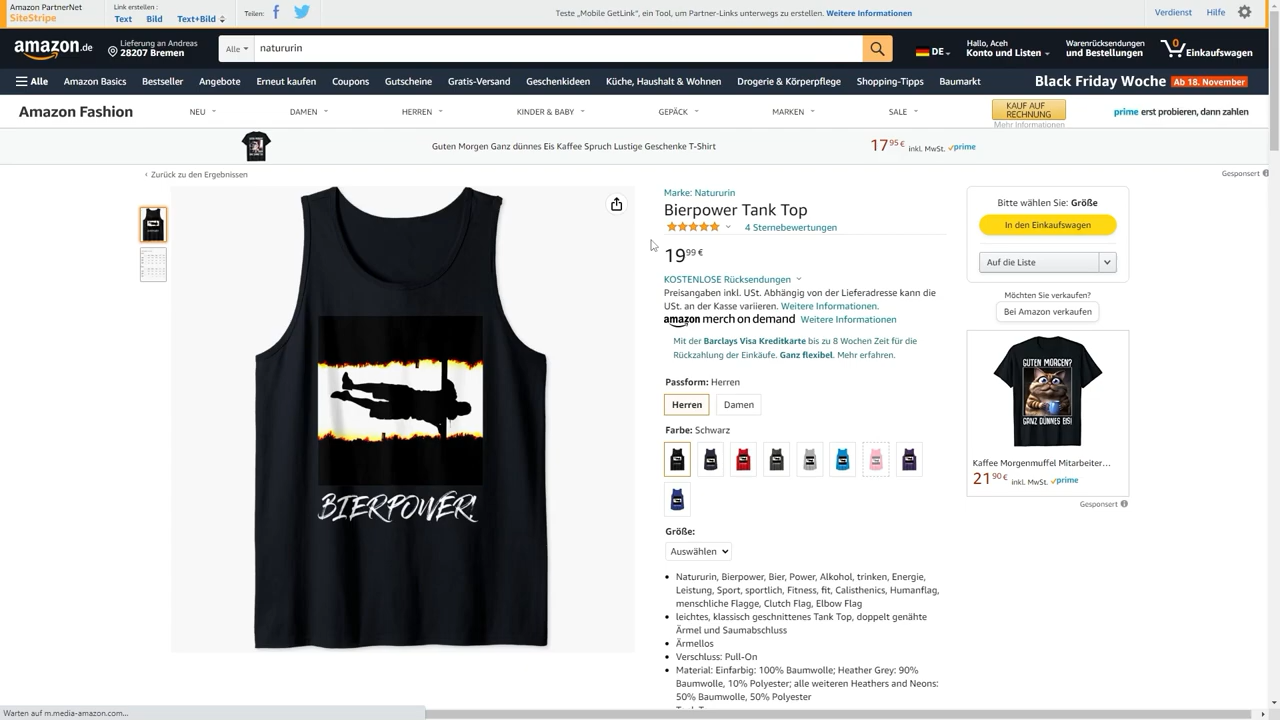 Amazon PartnerNet
SiteStripe
Link erstellen :
Text Bild Text+Bild
Teilen:
Teste „Mobile GetLink“, ein Tool, um Partner-Links unterwegs zu erstellen. Weitere Informationen
Verdienst Hilfe
amazon.de
Lieferung an Andreas
28207 Bremen
Alle
natururin
DE
Hallo, Aceh
Konto und Listen
Warenrücksendungen
und Bestellungen
0
Einkaufswagen
Alle Amazon Basics Bestseller Angebote Erneut kaufen Coupons Gutscheine Gratis-Versand Geschenkideen Küche, Haushalt & Wohnen Drogerie & Körperpflege Shopping-Tipps Baumarkt
Black Friday Woche Ab 18. November
Amazon Fashion
NEU DAMEN HERREN KINDER & BABY GEPÄCK MARKEN SALE
KAUF AUF
RECHNUNG
Mehr Informationen
prime erst probieren, dann zahlen
Guten Morgen Ganz dünnes Eis Kaffee Spruch Lustige Geschenke T-Shirt
17 95 € inkl. MwSt. prime
‹ Zurück zu den Ergebnissen
Gesponsert
BIERPOWER!
Marke: Natururin
Bierpower Tank Top
4 Sternebewertungen
19 99 €
KOSTENLOSE Rücksendungen
Preisangaben inkl. USt. Abhängig von der Lieferadresse kann die
USt. an der Kasse variieren. Weitere Informationen.
amazon merch on demand Weitere Informationen
Mit der Barclays Visa Kreditkarte bis zu 8 Wochen Zeit für die
Rückzahlung der Einkäufe. Ganz flexibel. Mehr erfahren.
Passform: Herren
Herren Damen
Farbe: Schwarz
Größe:
Auswählen
Natururin, Bierpower, Bier, Power, Alkohol, trinken, Energie,
Leistung, Sport, sportlich, Fitness, fit, Calisthenics, Humanflag,
menschliche Flagge, Clutch Flag, Elbow Flag
leichtes, klassisch geschnittenes Tank Top, doppelt genähte
Ärmel und Saumabschluss
Ärmellos
Verschluss: Pull-On
Material: Einfarbig: 100% Baumwolle; Heather Grey: 90%
Baumwolle, 10% Polyester; alle weiteren Heathers and Neons:
50% Baumwolle, 50% Polyester
Bitte wählen Sie: Größe
In den Einkaufswagen
Auf die Liste
Möchten Sie verkaufen?
Bei Amazon verkaufen
GUTEN MORGEN?
GANZ DÜNNES EIS!
Kaffee Morgenmuffel Mitarbeiter...
21 90 € inkl. MwSt. prime
Gesponsert
Warten auf m.media-amazon.com...